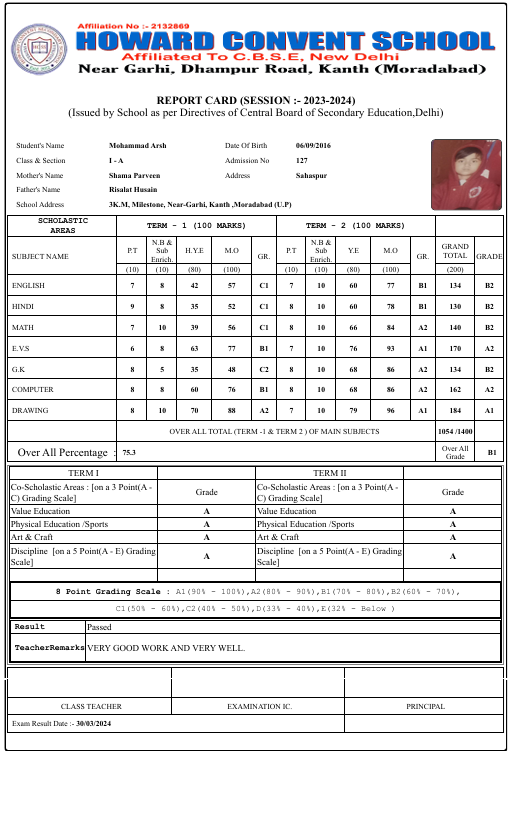 Affiliation No :- 2132869
HOWARD CONVENT SCHOOL
Affiliated To C.B.S.E, New Delhi
Near Garhi, Dhampur Road, Kanth (Moradabad)
REPORT CARD (SESSION :- 2023-2024)
(Issued by School as per Directives of Central Board of Secondary Education,Delhi)
Student's Name Mohammad Arsh Date Of Birth 06/09/2016
Class & Section I - A Admission No 127
Mother's Name Shama Parveen Address Sahaspur
Father's Name Risalat Husain
School Address 3K.M, Milestone, Near-Garhi, Kanth ,Moradabad (U.P)
SCHOLASTIC AREAS TERM - 1 (100 MARKS) TERM - 2 (100 MARKS)
SUBJECT NAME P.T N.B & Sub Enrich. H.Y.E M.O GR. P.T N.B & Sub Enrich. Y.E M.O GR. GRAND TOTAL GRADE
(10) (10) (80) (100) (10) (10) (80) (100) (200)
ENGLISH 7 8 42 57 C1 7 10 60 77 B1 134 B2
HINDI 9 8 35 52 C1 8 10 60 78 B1 130 B2
MATH 7 10 39 56 C1 8 10 66 84 A2 140 B2
E.V.S 6 8 63 77 B1 7 10 76 93 A1 170 A2
G.K 8 5 35 48 C2 8 10 68 86 A2 134 B2
COMPUTER 8 8 60 76 B1 8 10 68 86 A2 162 A2
DRAWING 8 10 70 88 A2 7 10 79 96 A1 184 A1
OVER ALL TOTAL (TERM -1 & TERM 2 ) OF MAIN SUBJECTS 1054 /1400
Over All Percentage : 75.3 Over All Grade B1
TERM I TERM II
Co-Scholastic Areas : [on a 3 Point(A - C) Grading Scale] Grade Co-Scholastic Areas : [on a 3 Point(A - C) Grading Scale] Grade
Value Education A Value Education A
Physical Education /Sports A Physical Education /Sports A
Art & Craft A Art & Craft A
Discipline [on a 5 Point(A - E) Grading Scale] A Discipline [on a 5 Point(A - E) Grading Scale] A
8 Point Grading Scale : A1(90% - 100%),A2(80% - 90%),B1(70% - 80%),B2(60% - 70%),
C1(50% - 60%),C2(40% - 50%),D(33% - 40%),E(32% - Below )
Result Passed
TeacherRemarks VERY GOOD WORK AND VERY WELL.
CLASS TEACHER EXAMINATION IC. PRINCIPAL
Exam Result Date :- 30/03/2024